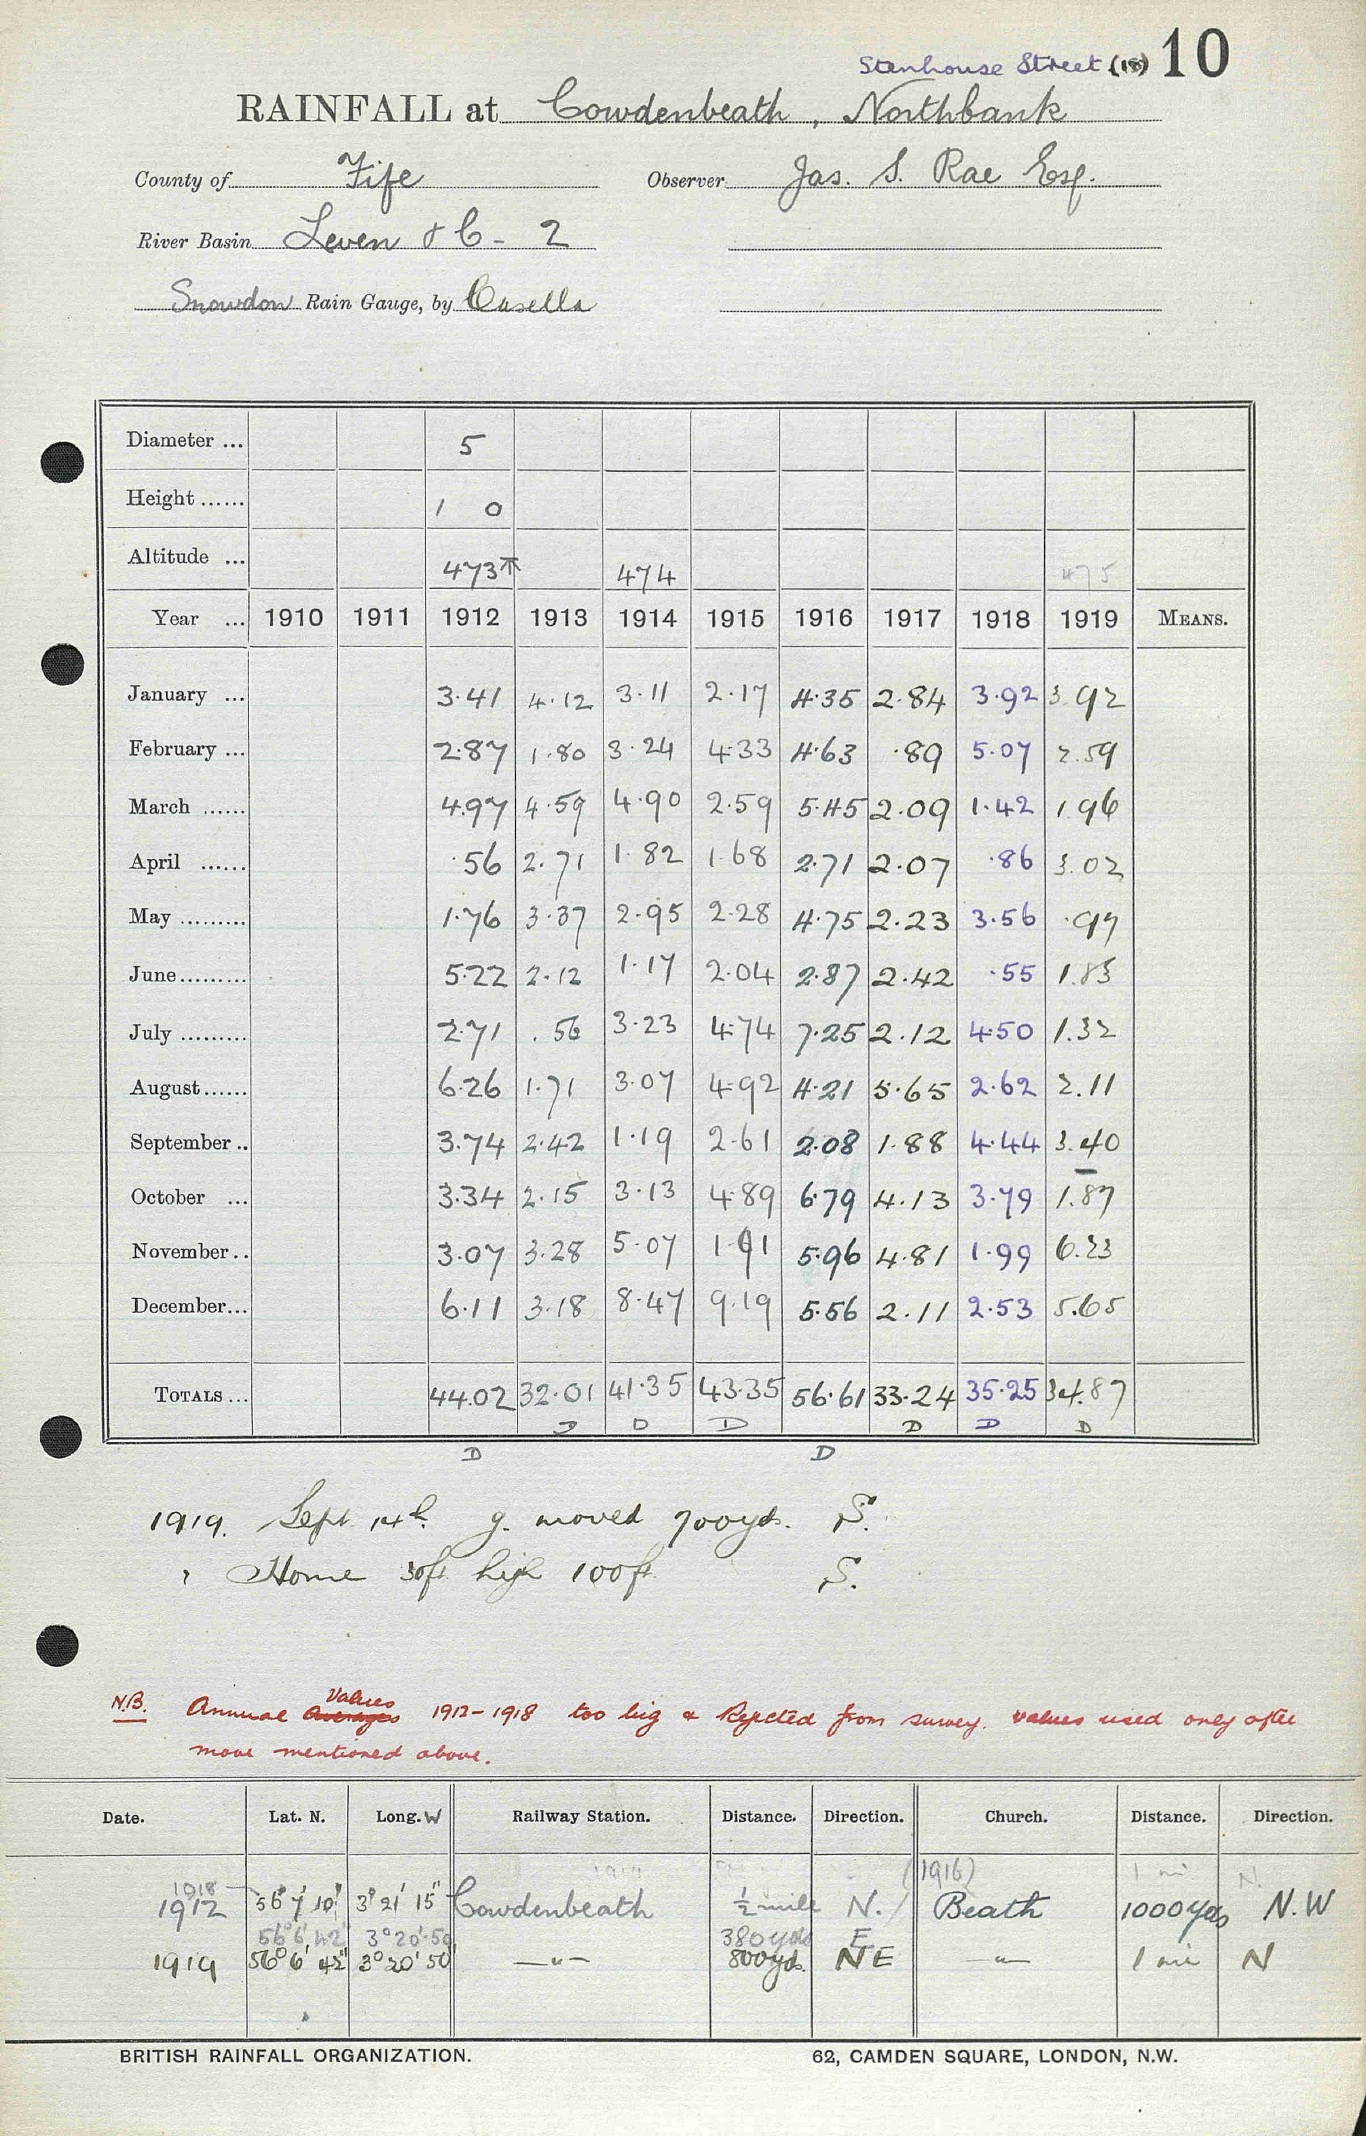 Stenhouse Street (18) 10
RAINFALL at Cowdenbeath, Northbank
County of Fife Observer Jas. S. Rae Esq.
River Basin Leven & C - 2
Snowdon Rain Gauge, by Casella
Diameter ... 5
Height ...... 1 0
Altitude ... 473 474 475
Year ... 1910 1911 1912 1913 1914 1915 1916 1917 1918 1919 MEANS.
January ... 3.41 4.12 3.11 2.17 4.35 2.84 3.92 3.92
February ... 2.87 1.80 3.24 4.33 4.63 .89 5.07 2.59
March ...... 4.97 4.59 4.90 2.59 5.45 2.09 1.42 1.96
April ...... .56 2.71 1.82 1.68 2.71 2.07 .86 3.02
May ......... 1.76 3.37 2.95 2.28 4.75 2.23 3.56 .97
June ......... 5.22 2.12 1.17 2.04 2.87 2.42 .55 1.83
July ......... 2.71 .56 3.23 4.74 7.25 2.12 4.50 1.32
August ...... 6.26 1.71 3.07 4.92 4.21 5.65 2.62 2.11
September .. 3.74 2.42 1.19 2.61 2.08 1.88 4.44 3.40
October ... 3.34 2.15 3.13 4.89 6.79 4.13 3.79 1.87
November .. 3.07 3.28 5.07 1.91 5.96 4.81 1.99 6.23
December ... 6.11 3.18 8.47 9.19 5.56 2.11 2.53 5.65
TOTALS ... 44.02 32.01 41.35 43.35 56.61 33.24 35.25 34.87
D D D D D D
D D
1919. Sept 14th. g. moved 700yds. S.
" Home 30ft high 100ft S.
N.B. Annual Averages Values 1912-1918 too big & Rejected from survey. Values used only after
move mentioned above.
Date. Lat. N. Long. W Railway Station. Distance. Direction. Church. Distance. Direction.
1914 (1916) 1 mi N.
1918
1912 56° 7' 10" 3° 21' 15" Cowdenbeath ½ mile N. Beath 1000 yds N.W
56° 6' 42" 3° 20' 50 380 yds E
1919 56° 6' 42" 3° 20' 50" —"— 800yds. NE —"— 1 mi N
BRITISH RAINFALL ORGANIZATION. 62, CAMDEN SQUARE, LONDON, N.W.